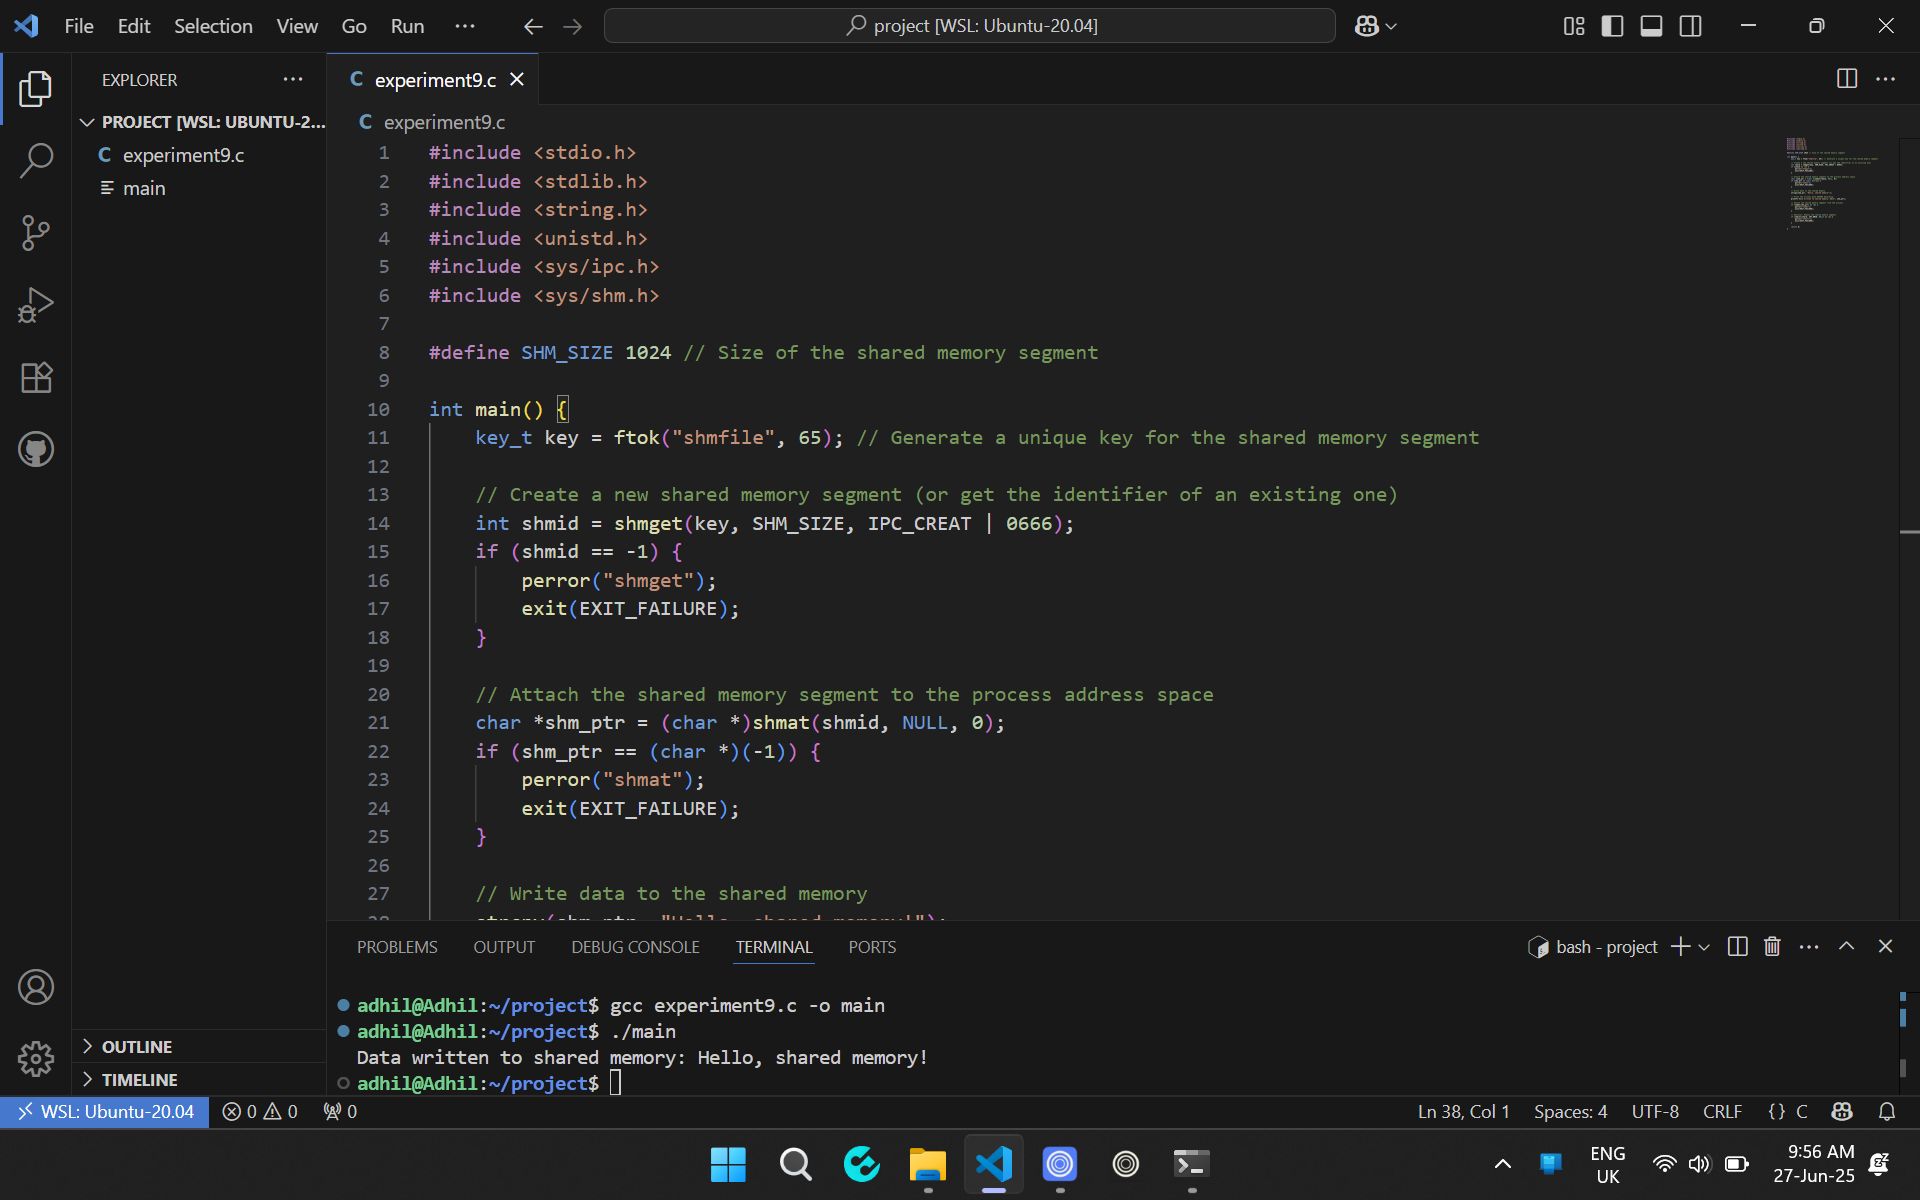 File Edit Selection View Go Run ··· project [WSL: Ubuntu-20.04]
EXPLORER ···
PROJECT [WSL: UBUNTU-2...
C experiment9.c
main
OUTLINE
TIMELINE
C experiment9.c
C experiment9.c
1 #include <stdio.h>
2 #include <stdlib.h>
3 #include <string.h>
4 #include <unistd.h>
5 #include <sys/ipc.h>
6 #include <sys/shm.h>
7
8 #define SHM_SIZE 1024 // Size of the shared memory segment
9
10 int main() {
11 key_t key = ftok("shmfile", 65); // Generate a unique key for the shared memory segment
12
13 // Create a new shared memory segment (or get the identifier of an existing one)
14 int shmid = shmget(key, SHM_SIZE, IPC_CREAT | 0666);
15 if (shmid == -1) {
16 perror("shmget");
17 exit(EXIT_FAILURE);
18 }
19
20 // Attach the shared memory segment to the process address space
21 char *shm_ptr = (char *)shmat(shmid, NULL, 0);
22 if (shm_ptr == (char *)(-1)) {
23 perror("shmat");
24 exit(EXIT_FAILURE);
25 }
26
27 // Write data to the shared memory
28 strcpy(shm_ptr, "Hello, shared memory!");
PROBLEMS OUTPUT DEBUG CONSOLE TERMINAL PORTS bash - project
adhil@Adhil:~/project$ gcc experiment9.c -o main
adhil@Adhil:~/project$ ./main
Data written to shared memory: Hello, shared memory!
adhil@Adhil:~/project$
WSL: Ubuntu-20.04 0 0 0 Ln 38, Col 1 Spaces: 4 UTF-8 CRLF {} C
ENG
UK
9:56 AM
27-Jun-25